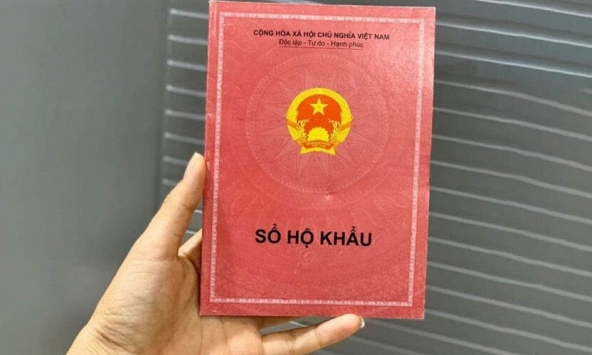 CỘNG HÒA XÃ HỘI CHỦ NGHĨA VIỆT NAM
Độc lập - Tự do - Hạnh phúc
SỔ HỘ KHẨU